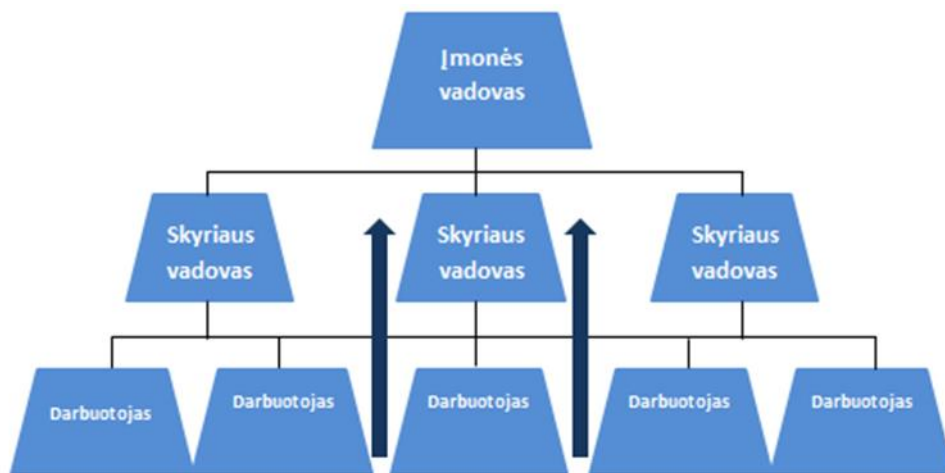 Įmonės
vadovas
Skyriaus
vadovas
Skyriaus
vadovas
Skyriaus
vadovas
Darbuotojas
Darbuotojas
Darbuotojas
Darbuotojas
Darbuotojas